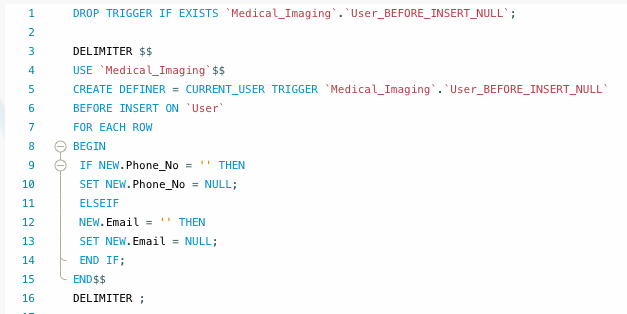 1 DROP TRIGGER IF EXISTS `Medical_Imaging`.`User_BEFORE_INSERT_NULL`;
2
3 DELIMITER $$
4 USE `Medical_Imaging`$$
5 CREATE DEFINER = CURRENT_USER TRIGGER `Medical_Imaging`.`User_BEFORE_INSERT_NULL`
6 BEFORE INSERT ON `User`
7 FOR EACH ROW
8 BEGIN
9 IF NEW.Phone_No = '' THEN
10 SET NEW.Phone_No = NULL;
11 ELSEIF
12 NEW.Email = '' THEN
13 SET NEW.Email = NULL;
14 END IF;
15 END$$
16 DELIMITER ;